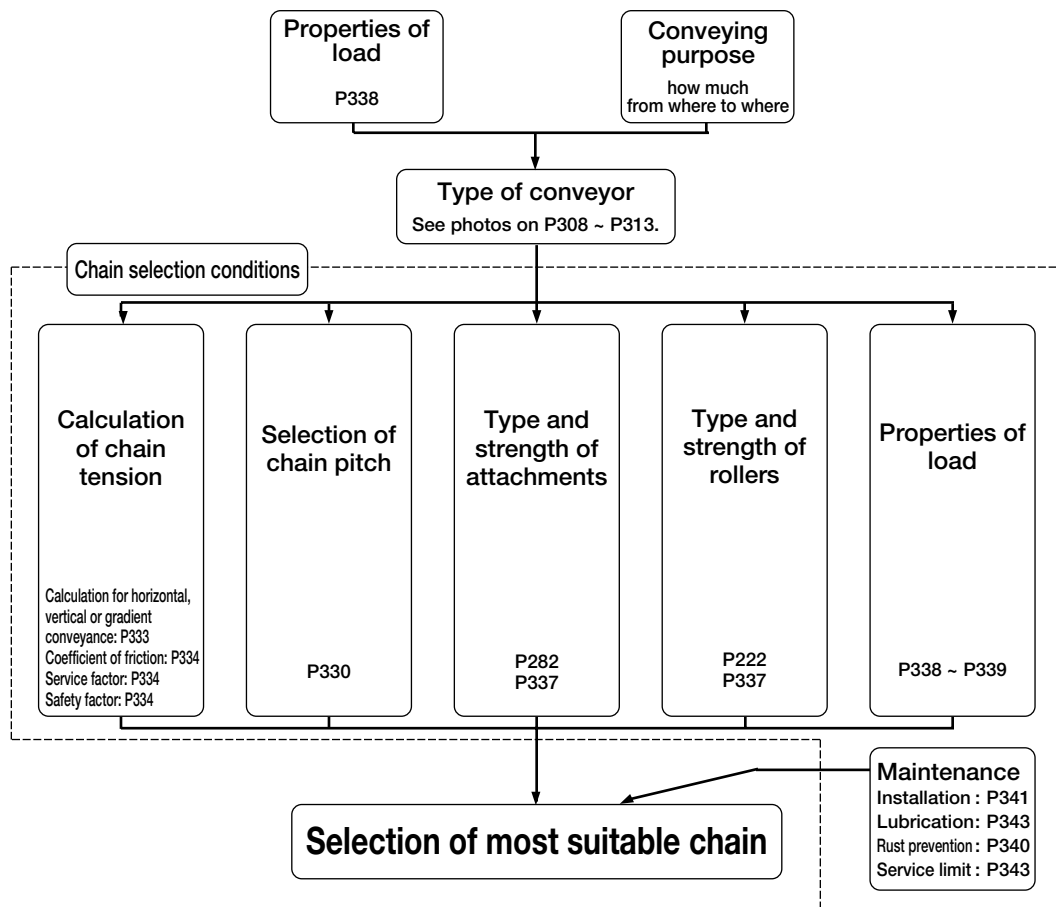 Properties of
load
P338
Conveying
purpose
how much
from where to where
Type of conveyor
See photos on P308 ~ P313.
Chain selection conditions
Calculation
of chain
tension
Calculation for horizontal,
vertical or gradient
conveyance: P333
Coefficient of friction: P334
Service factor: P334
Safety factor: P334
Selection of
chain pitch
P330
Type and
strength of
attachments
P282
P337
Type and
strength of
rollers
P222
P337
Properties of
load
P338 ~ P339
Maintenance
Installation : P341
Lubrication: P343
Rust prevention : P340
Service limit : P343
Selection of most suitable chain